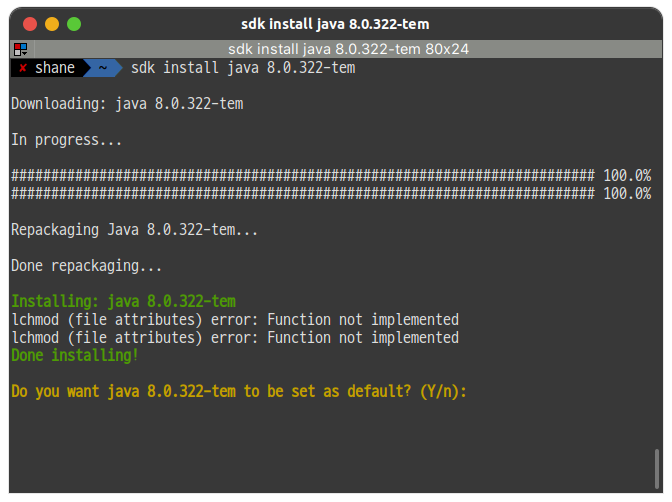 sdk install java 8.0.322-tem
sdk install java 8.0.322-tem 80x24
✘ shane ~ sdk install java 8.0.322-tem
Downloading: java 8.0.322-tem
In progress...
######################################################################### 100.0%
######################################################################### 100.0%
Repackaging Java 8.0.322-tem...
Done repackaging...
Installing: java 8.0.322-tem
lchmod (file attributes) error: Function not implemented
lchmod (file attributes) error: Function not implemented
Done installing!
Do you want java 8.0.322-tem to be set as default? (Y/n):